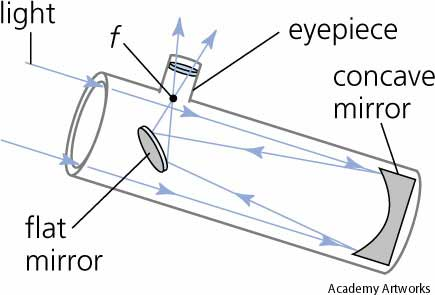 light
f
eyepiece
concave
mirror
flat
mirror
Academy Artworks